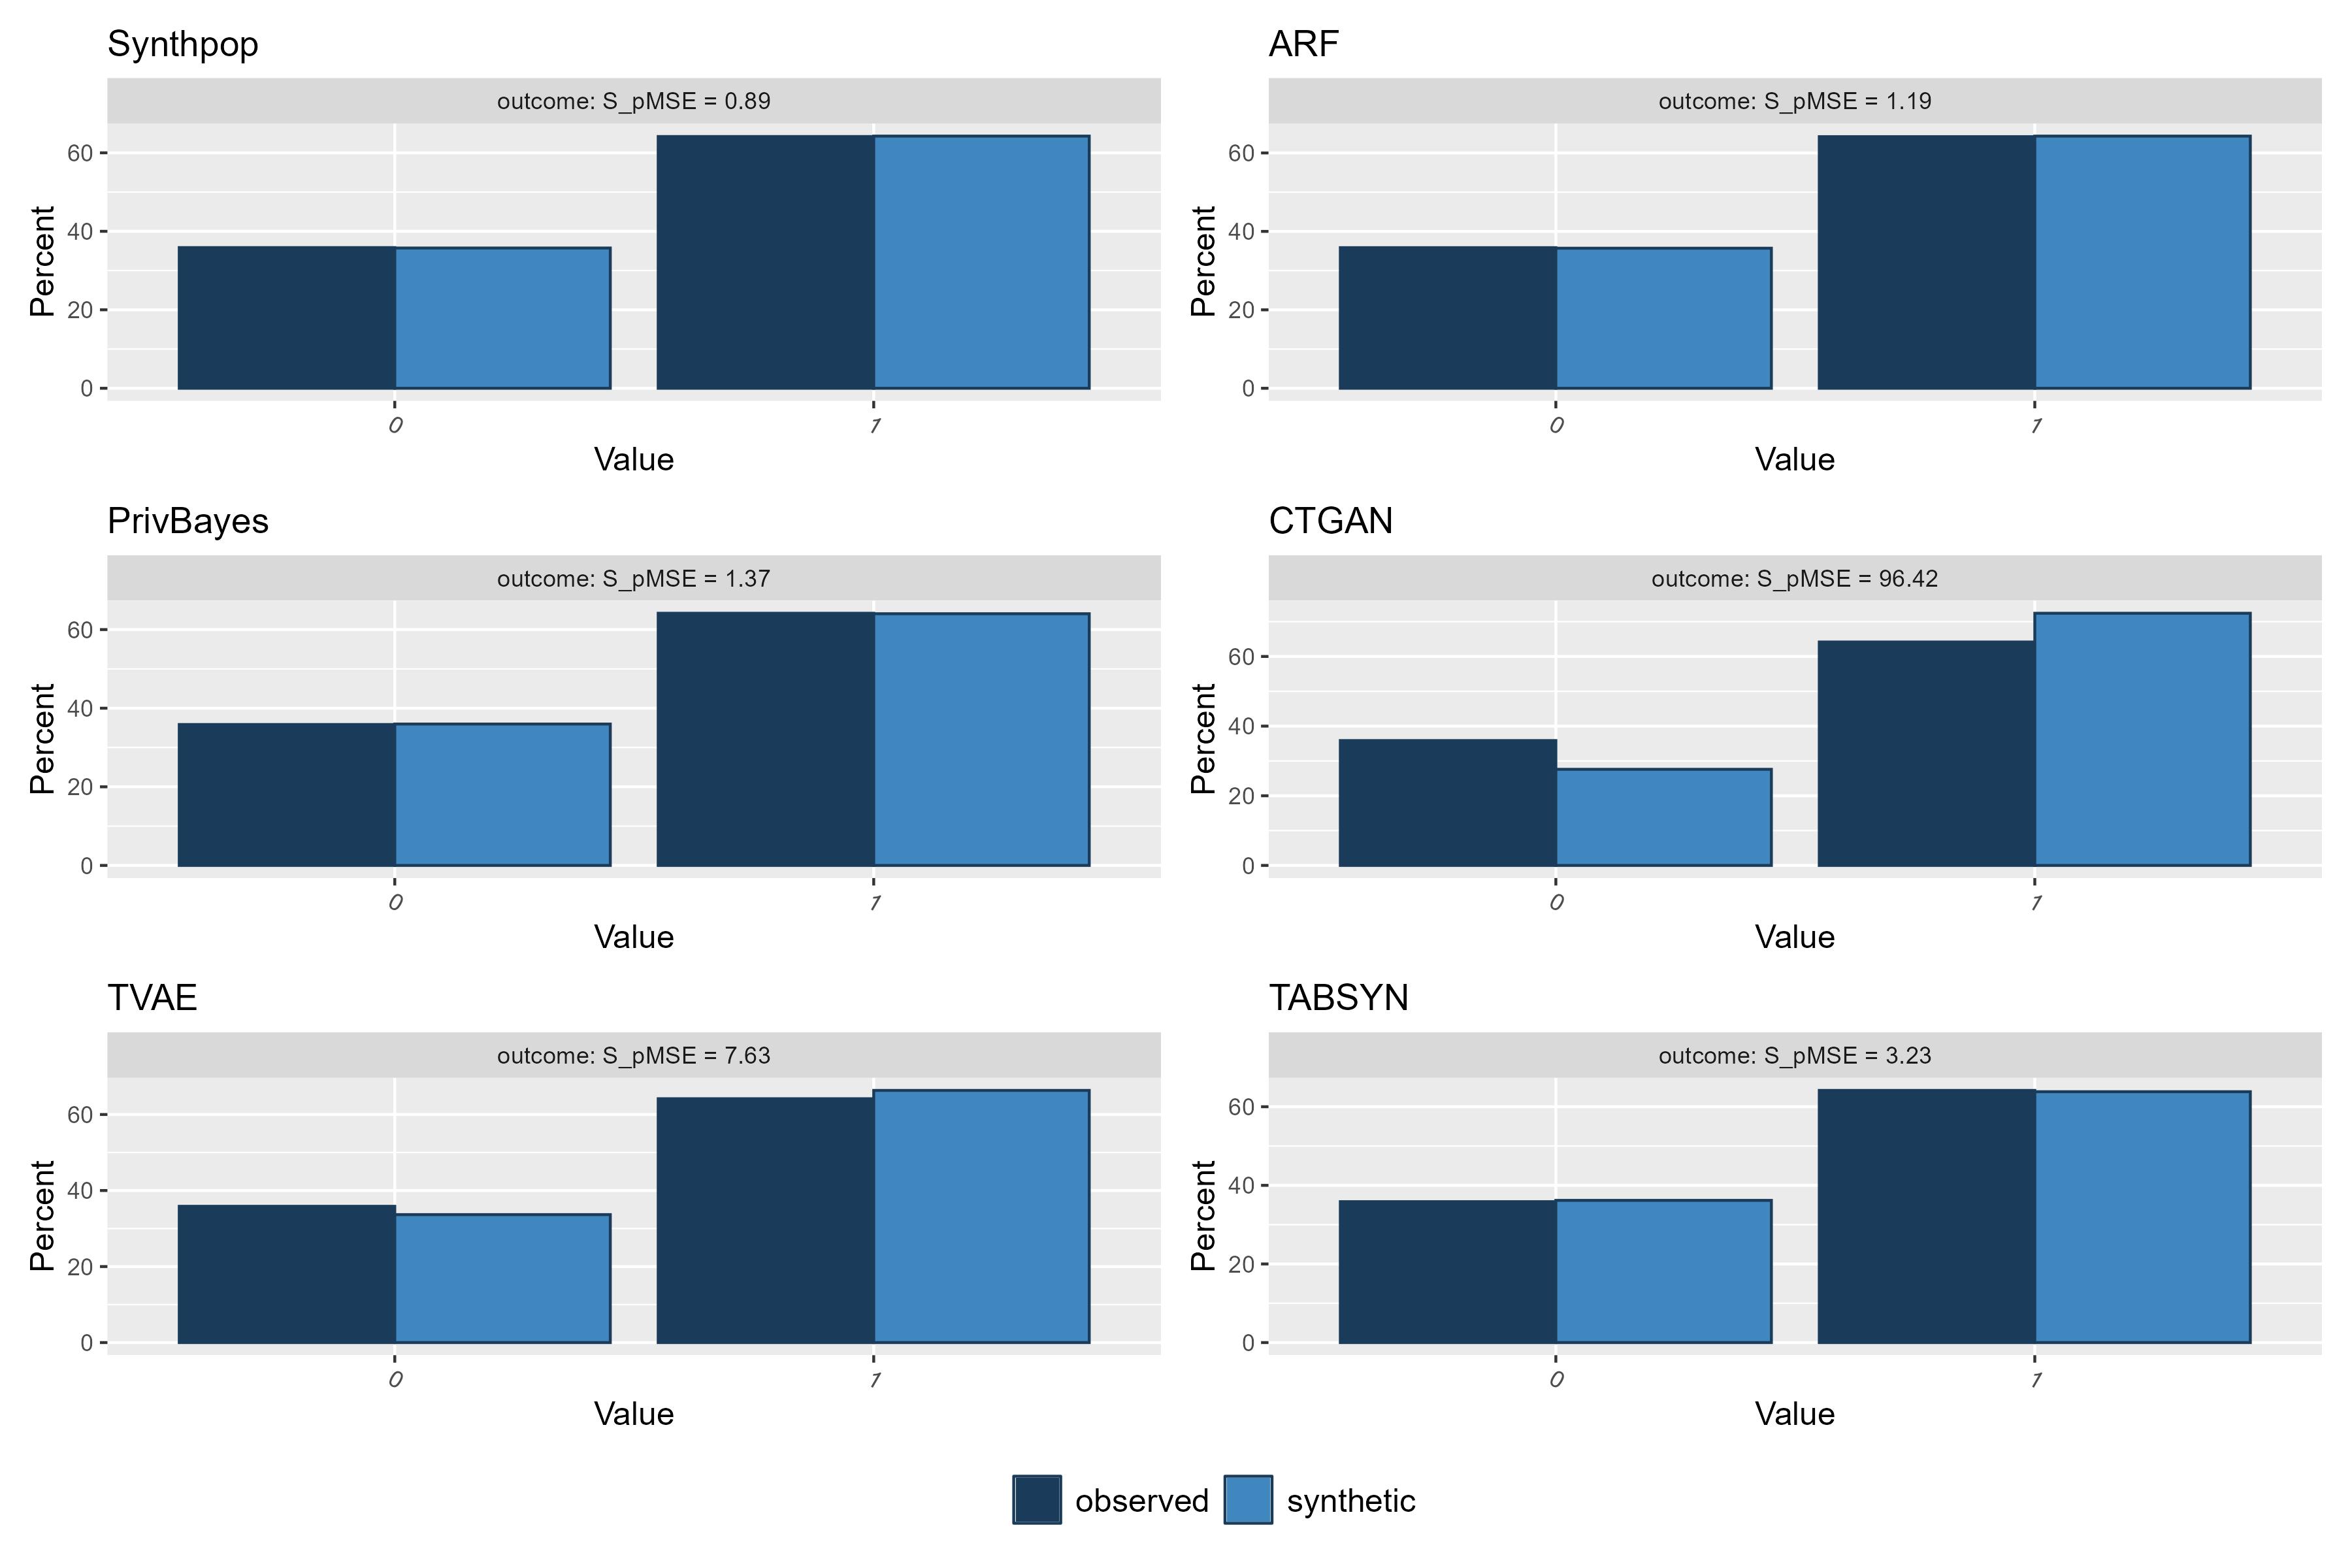 Synthpop
outcome: S_pMSE = 0.89
Percent
60
40
20
0
0 1
Value
ARF
outcome: S_pMSE = 1.19
Percent
60
40
20
0
0 1
Value
PrivBayes
outcome: S_pMSE = 1.37
Percent
60
40
20
0
0 1
Value
CTGAN
outcome: S_pMSE = 96.42
Percent
60
40
20
0
0 1
Value
TVAE
outcome: S_pMSE = 7.63
Percent
60
40
20
0
0 1
Value
TABSYN
outcome: S_pMSE = 3.23
Percent
60
40
20
0
0 1
Value
observed synthetic